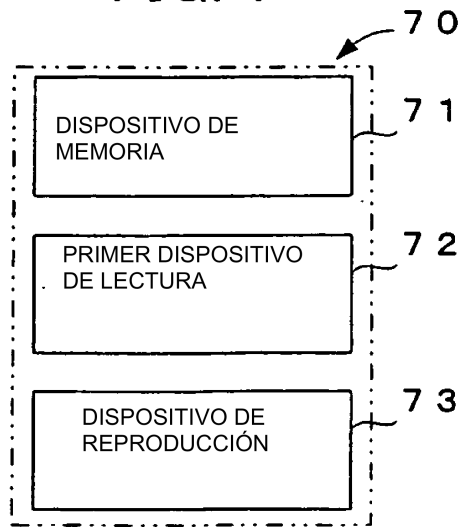 70
DISPOSITIVO DE
MEMORIA
71
PRIMER DISPOSITIVO
DE LECTURA
72
DISPOSITIVO DE
REPRODUCCIÓN
73